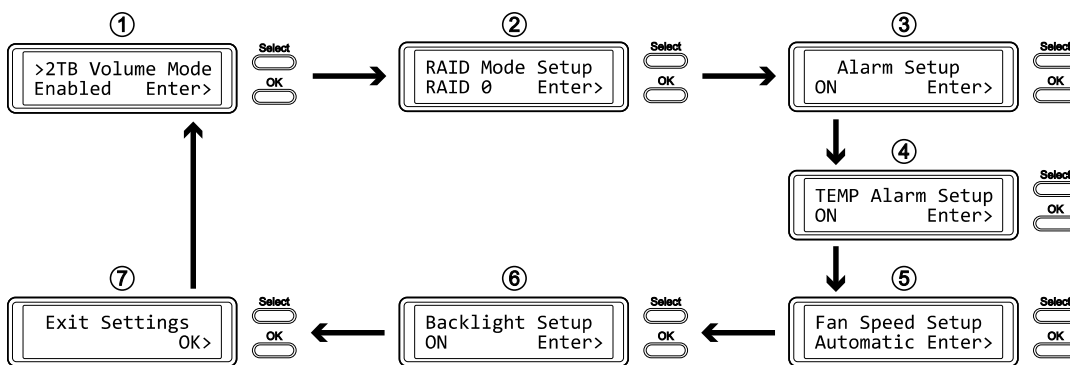 ①
>2TB Volume Mode
Enabled Enter>
Select
OK
②
RAID Mode Setup
RAID 0 Enter>
Select
OK
③
Alarm Setup
ON Enter>
Select
OK
④
TEMP Alarm Setup
ON Enter>
Select
OK
⑤
Fan Speed Setup
Automatic Enter>
Select
OK
⑥
Backlight Setup
ON Enter>
Select
OK
⑦
Exit Settings
OK>
Select
OK